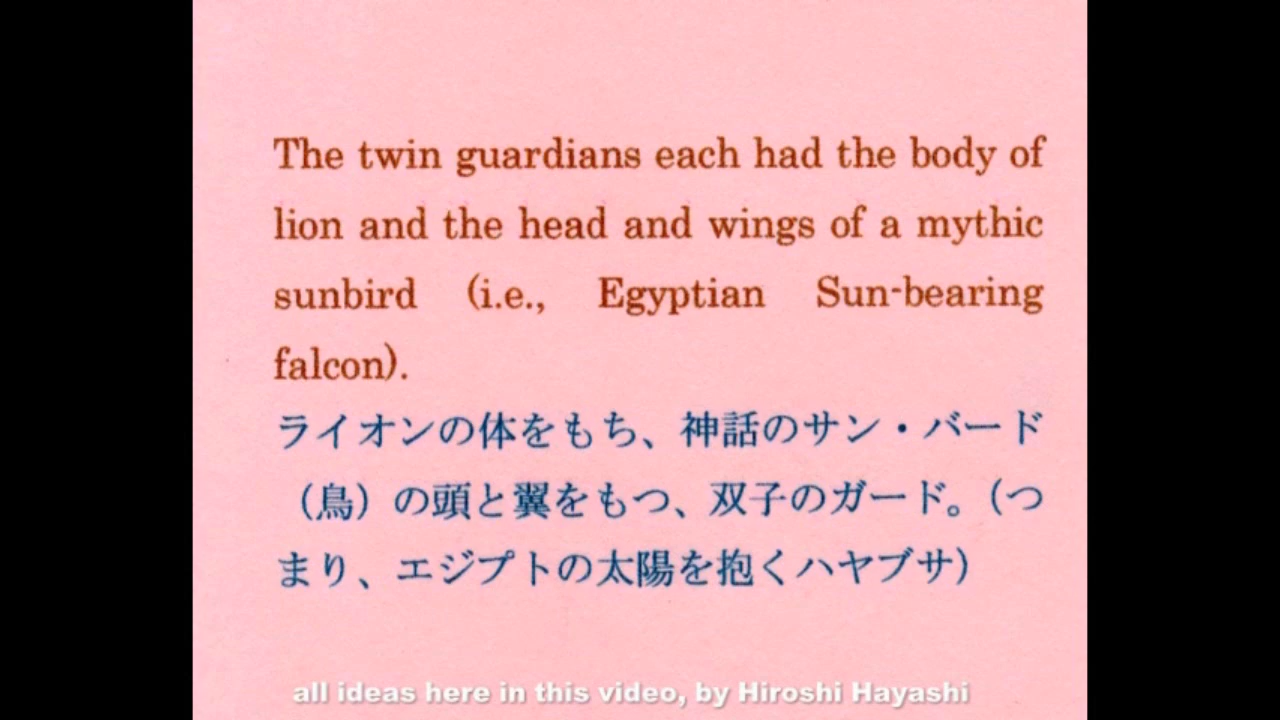 The twin guardians each had the body of
lion and the head and wings of a mythic
sunbird (i.e., Egyptian Sun-bearing
falcon).
ライオンの体をもち、神話のサン・バード
（鳥）の頭と翼をもつ、双子のガード。（つ
まり、エジプトの太陽を抱くハヤブサ）
all ideas here in this video, by Hiroshi Hayashi